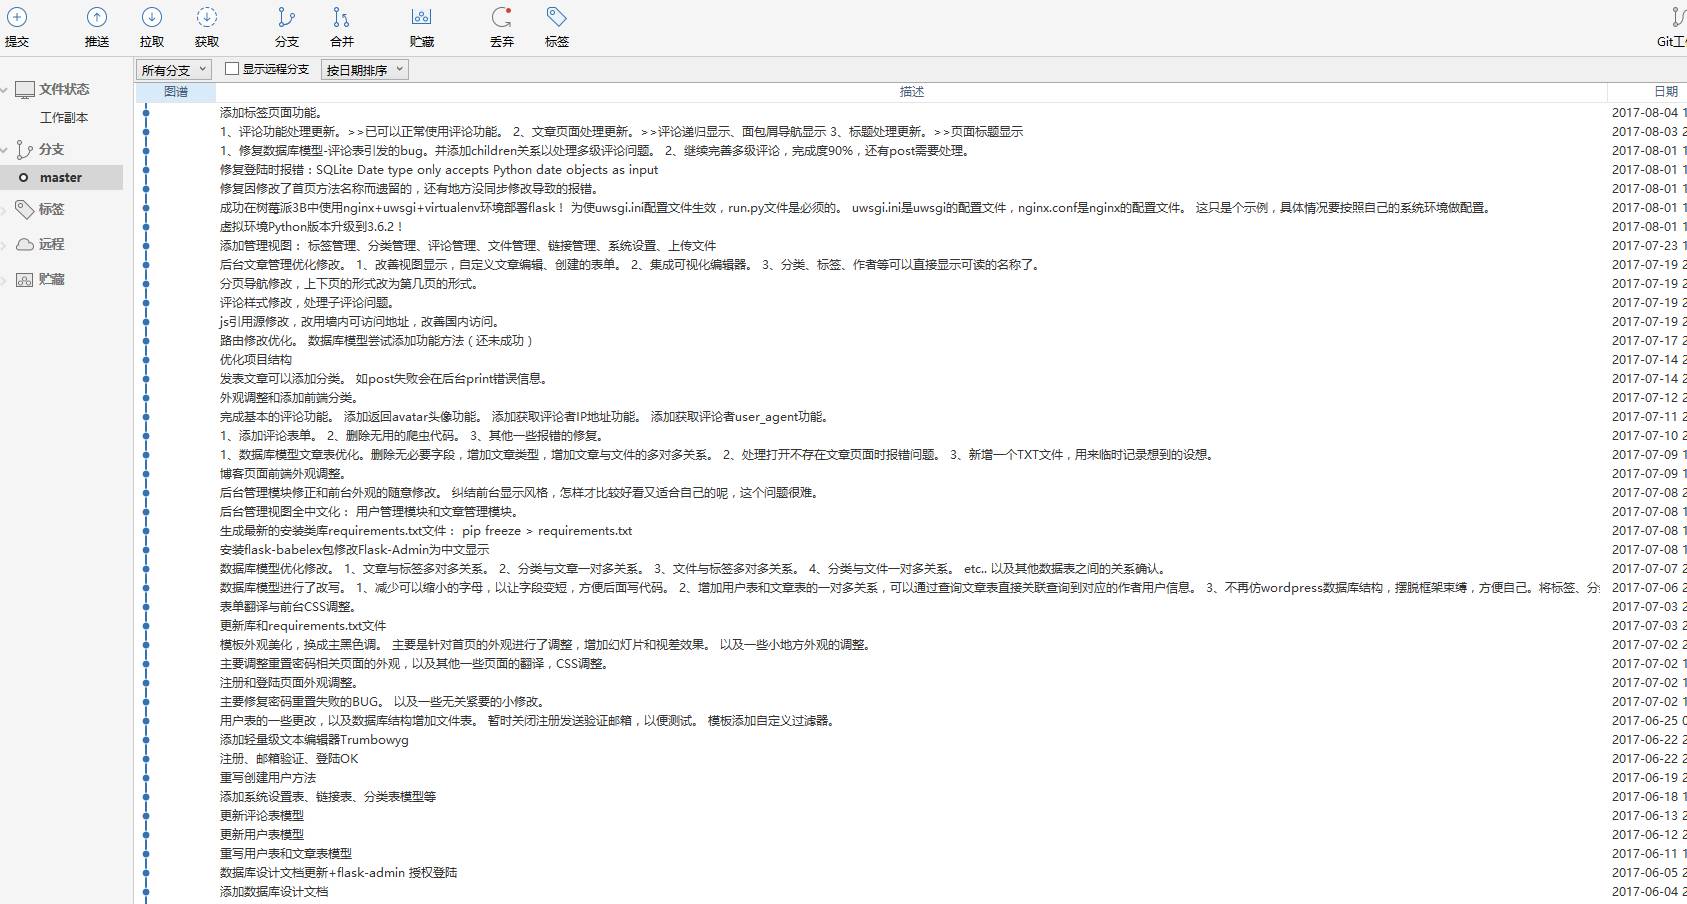 提交 推送 拉取 获取 分支 合并 贮藏 丢弃 标签
所有分支 显示远程分支 按日期排序
文件状态
工作副本
分支
master
标签
远程
贮藏
图谱 描述 日期
添加标签页面功能。 2017-08-04 1
1、评论功能处理更新。>>已可以正常使用评论功能。 2、文章页面处理更新。>>评论递归显示、面包屑导航显示 3、标题处理更新。>>页面标题显示 2017-08-03 2
1、修复数据库模型-评论表引发的bug。并添加children关系以处理多级评论问题。 2、继续完善多级评论，完成度90%，还有post需要处理。 2017-08-01 1
修复登陆时报错：SQLite Date type only accepts Python date objects as input 2017-08-01 1
修复因修改了首页方法名称而遗留的，还有地方没同步修改导致的报错。 2017-08-01 1
成功在树莓派3B中使用nginx+uwsgi+virtualenv环境部署flask！ 为使uwsgi.ini配置文件生效，run.py文件是必须的。 uwsgi.ini是uwsgi的配置文件，nginx.conf是nginx的配置文件。 这只是个示例，具体情况要按照自己的系统环境做配置。 2017-08-01 1
虚拟环境Python版本升级到3.6.2！ 2017-08-01 1
添加管理视图： 标签管理、分类管理、评论管理、文件管理、链接管理、系统设置、上传文件 2017-07-23 1
后台文章管理优化修改。 1、改善视图显示，自定义文章编辑、创建的表单。 2、集成可视化编辑器。 3、分类、标签、作者等可以直接显示可读的名称了。 2017-07-19 2
分页导航修改，上下页的形式改为第几页的形式。 2017-07-19 2
评论样式修改，处理子评论问题。 2017-07-19 2
js引用源修改，改用墙内可访问地址，改善国内访问。 2017-07-19 2
路由修改优化。 数据库模型尝试添加功能方法（还未成功） 2017-07-17 2
优化项目结构 2017-07-14 2
发表文章可以添加分类。 如post失败会在后台print错误信息。 2017-07-14 2
外观调整和添加前端分类。 2017-07-12 2
完成基本的评论功能。 添加返回avatar头像功能。 添加获取评论者IP地址功能。 添加获取评论者user_agent功能。 2017-07-11 2
1、添加评论表单。 2、删除无用的爬虫代码。 3、其他一些报错的修复。 2017-07-10 2
1、数据库模型文章表优化。删除无必要字段，增加文章类型，增加文章与文件的多对多关系。 2、处理打开不存在文章页面时报错问题。 3、新增一个TXT文件，用来临时记录想到的设想。 2017-07-09 1
博客页面前端外观调整。 2017-07-09 1
后台管理模块修正和前台外观的随意修改。 纠结前台显示风格，怎样才比较好看又适合自己的呢，这个问题很难。 2017-07-08 2
后台管理视图全中文化： 用户管理模块和文章管理模块。 2017-07-08 1
生成最新的安装类库requirements.txt文件： pip freeze > requirements.txt 2017-07-08 1
安装flask-babelex包修改Flask-Admin为中文显示 2017-07-08 1
数据库模型优化修改。 1、文章与标签多对多关系。 2、分类与文章一对多关系。 3、文件与标签多对多关系。 4、分类与文件一对多关系。 etc.. 以及其他数据表之间的关系确认。 2017-07-07 2
数据库模型进行了改写。 1、减少可以缩小的字母，以让字段变短，方便后面写代码。 2、增加用户表和文章表的一对多关系，可以通过查询文章表直接关联查询到对应的作者用户信息。 3、不再仿wordpress数据库结构，摆脱框架束缚，方便自己。将标签、分 2017-07-06 2
表单翻译与前台CSS调整。 2017-07-03 2
更新库和requirements.txt文件 2017-07-03 2
模板外观美化，换成主黑色调。 主要是针对首页的外观进行了调整，增加幻灯片和视差效果。 以及一些小地方外观的调整。 2017-07-02 2
主要调整重置密码相关页面的外观，以及其他一些页面的翻译，CSS调整。 2017-07-02 1
注册和登陆页面外观调整。 2017-07-02 1
主要修复密码重置失败的BUG。 以及一些无关紧要的小修改。 2017-07-02 1
用户表的一些更改，以及数据库结构增加文件表。 暂时关闭注册发送验证邮箱，以便测试。 模板添加自定义过滤器。 2017-06-25 0
添加轻量级文本编辑器Trumbowyg 2017-06-22 2
注册、邮箱验证、登陆OK 2017-06-22 2
重写创建用户方法 2017-06-19 2
添加系统设置表、链接表、分类表模型等 2017-06-18 1
更新评论表模型 2017-06-13 2
更新用户表模型 2017-06-12 2
重写用户表和文章表模型 2017-06-11 1
数据库设计文档更新+flask-admin 授权登陆 2017-06-05 2
添加数据库设计文档 2017-06-04 2